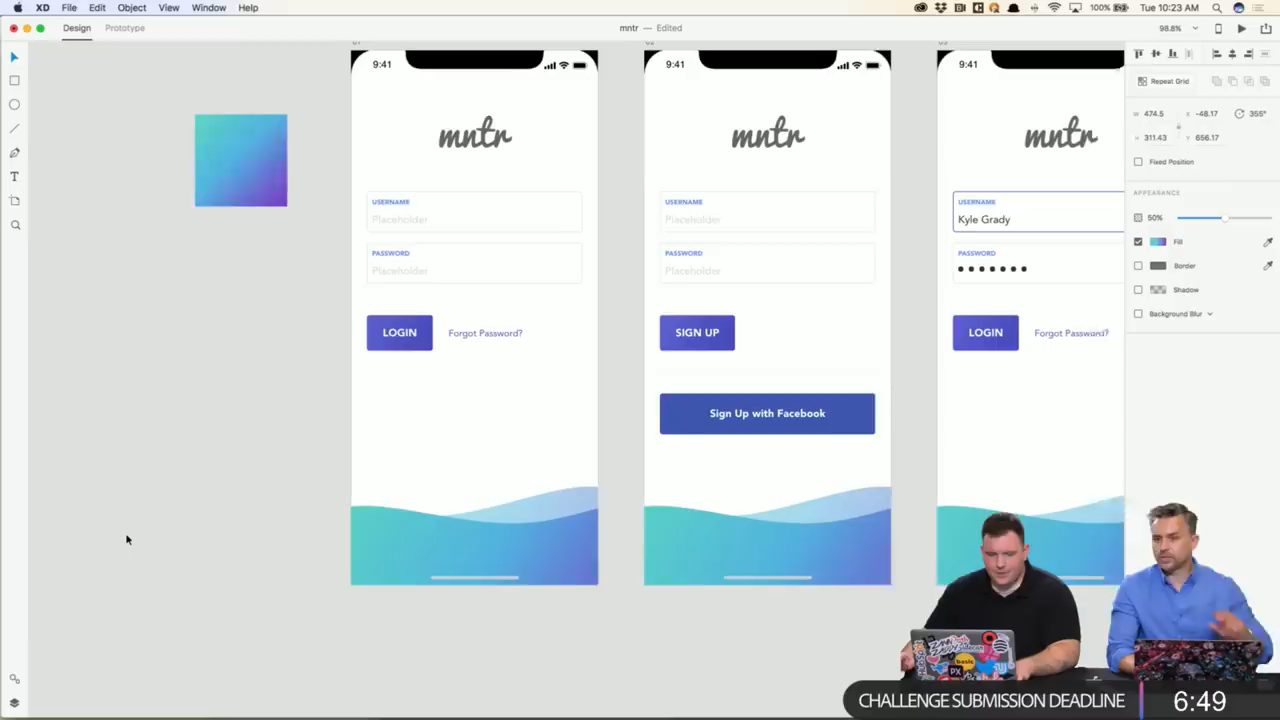 XD File Edit Object View Window Help
100% Tue 10:23 AM
Design Prototype
mntr — Edited
98.8%
9:41
mntr
USERNAME
Placeholder
PASSWORD
Placeholder
LOGIN Forgot Password?
9:41
mntr
USERNAME
Placeholder
PASSWORD
Placeholder
SIGN UP
Sign Up with Facebook
9:41
mntr
USERNAME
Kyle Grady
PASSWORD
LOGIN Forgot Password?
Repeat Grid
W 474.5 X -48.17 355°
H 311.43 Y 656.17
Fixed Position
APPEARANCE
50%
Fill
Border
Shadow
Background Blur
basic
PX
CHALLENGE SUBMISSION DEADLINE 6:49